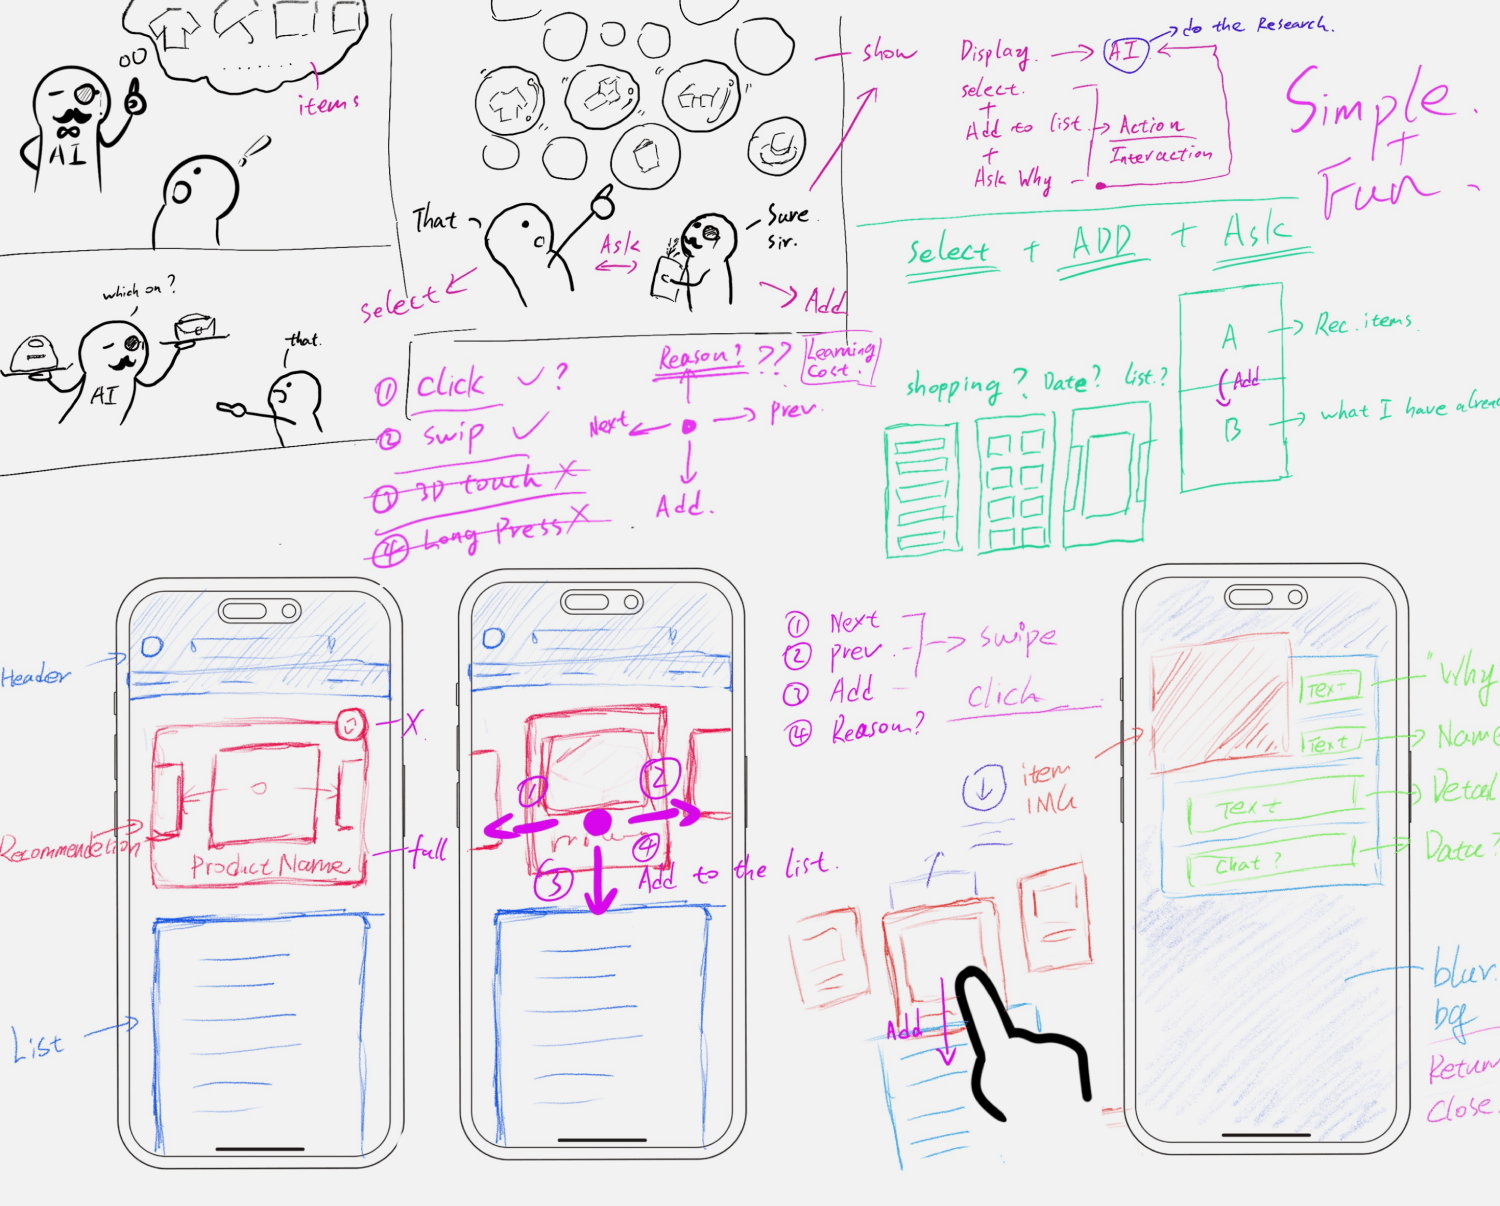 items
AI
which on?
that.
AI
That
Ask
Sure
sir.
select
Add
show
Display.
AI
do the Research.
select.
+
Add to list.
+
Ask Why
Action
Interaction
Simple.
+
Fun.
select + ADD + Ask
① click ✓?
② swip ✓
③ 3D touch X
④ Long Press X
Reason? ??
Learning
Cost.
Next
prev.
Add.
shopping? Date? list?
A
Add
B
Rec. items.
what I have alrea
Header
Recommendetion
List
X
full
Product Name
①
②
③
④
Add to the list.
① Next
② prev.
③ Add
④ Reason?
swipe
click
item
IMG
Add
Text
Text
Text
Chat?
"Why
Name
Detail
Data?
blur.
bg
Return
Close.